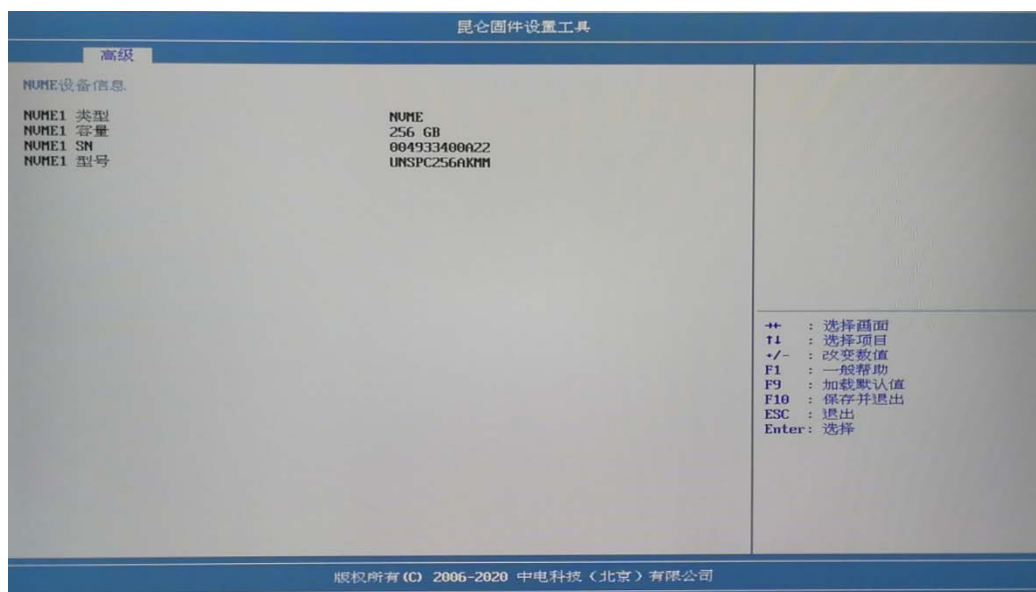 昆仑固件设置工具
高级
NVME设备信息
NVME1 类型 NVME
NVME1 容量 256 GB
NVME1 SN 004933400A22
NVME1 型号 UNSPC256AKMM
→← : 选择画面
↑↓ : 选择项目
+/- : 改变数值
F1 : 一般帮助
F9 : 加载默认值
F10 : 保存并退出
ESC : 退出
Enter: 选择
版权所有(C) 2006-2020 中电科技（北京）有限公司